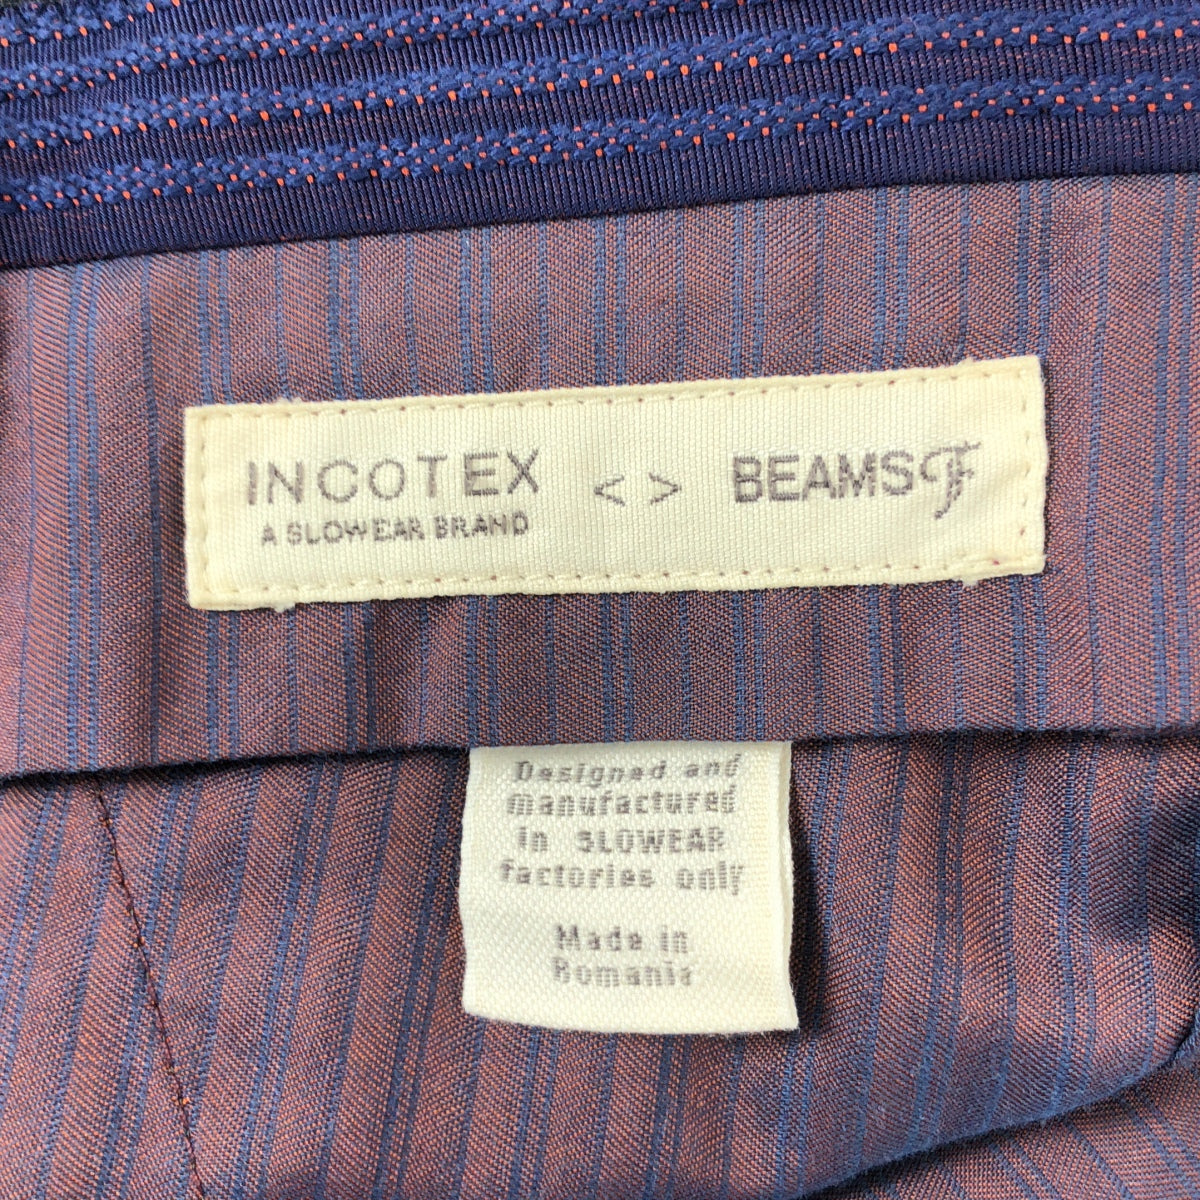 INCOTEX < > BEAMS F
A SLOWEAR BRAND
Designed and
manufactured
in SLOWEAR
factories only
Made in
Romania